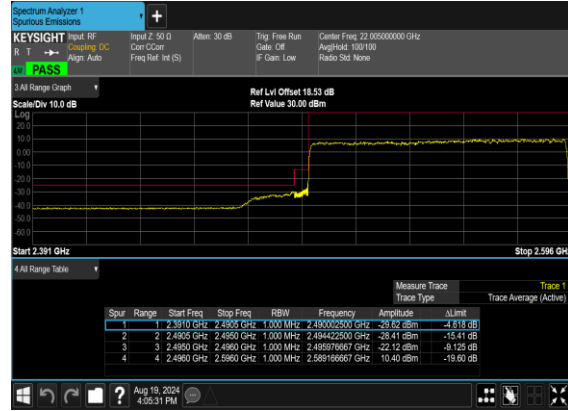 Spectrum Analyzer 1
Spurious Emissions
+
KEYSIGHT Input: RF Input Z: 50 Ω Atten: 30 dB Trig: Free Run Center Freq: 22.005000000 GHz
R T Coupling: DC Corr CCorr Gate: Off Avg|Hold: 100/100
Align: Auto Freq Ref: Int (S) IF Gain: Low Radio Std: None
PASS
3 All Range Graph Ref Lvl Offset 18.53 dB
Scale/Div 10.0 dB Ref Value 30.00 dBm
Log
20.0
10.0
0.00
-10.0
-20.0
-30.0
-40.0
-50.0
-60.0
Start 2.391 GHz Stop 2.596 GH
4 All Range Table
Measure Trace Trace 1
Trace Type Trace Average (Active)
Spur Range Start Freq Stop Freq RBW Frequency Amplitude ΔLimit
1 1 2.3910 GHz 2.4905 GHz 1.000 MHz 2.490002500 GHz -29.62 dBm -4.618 dB
2 2 2.4905 GHz 2.4950 GHz 1.000 MHz 2.494422500 GHz -28.41 dBm -15.41 dB
3 3 2.4950 GHz 2.4960 GHz 1.000 MHz 2.495976667 GHz -22.12 dBm -9.125 dB
4 4 2.4960 GHz 2.5960 GHz 1.000 MHz 2.589166667 GHz 10.40 dBm -19.60 dB
? Aug 19, 2024
4:05:31 PM